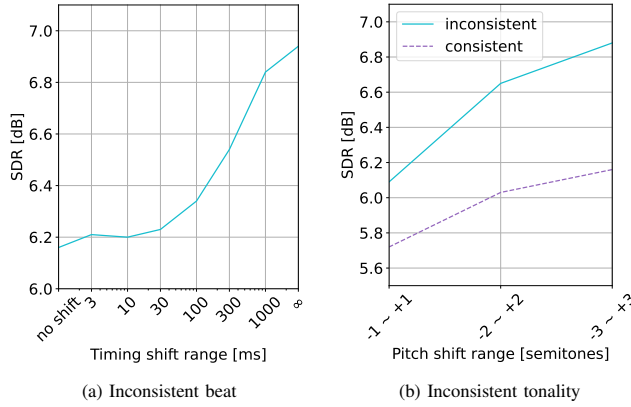 7.0
6.8
6.6
6.4
6.2
6.0
SDR [dB]
no shift 3 10 30 100 300 1000 ∞
Timing shift range [ms]
(a) Inconsistent beat
inconsistent
consistent
7.0
6.8
6.6
6.4
6.2
6.0
5.8
5.6
SDR [dB]
-1 ~ +1 -2 ~ +2 -3 ~ +3
Pitch shift range [semitones]
(b) Inconsistent tonality